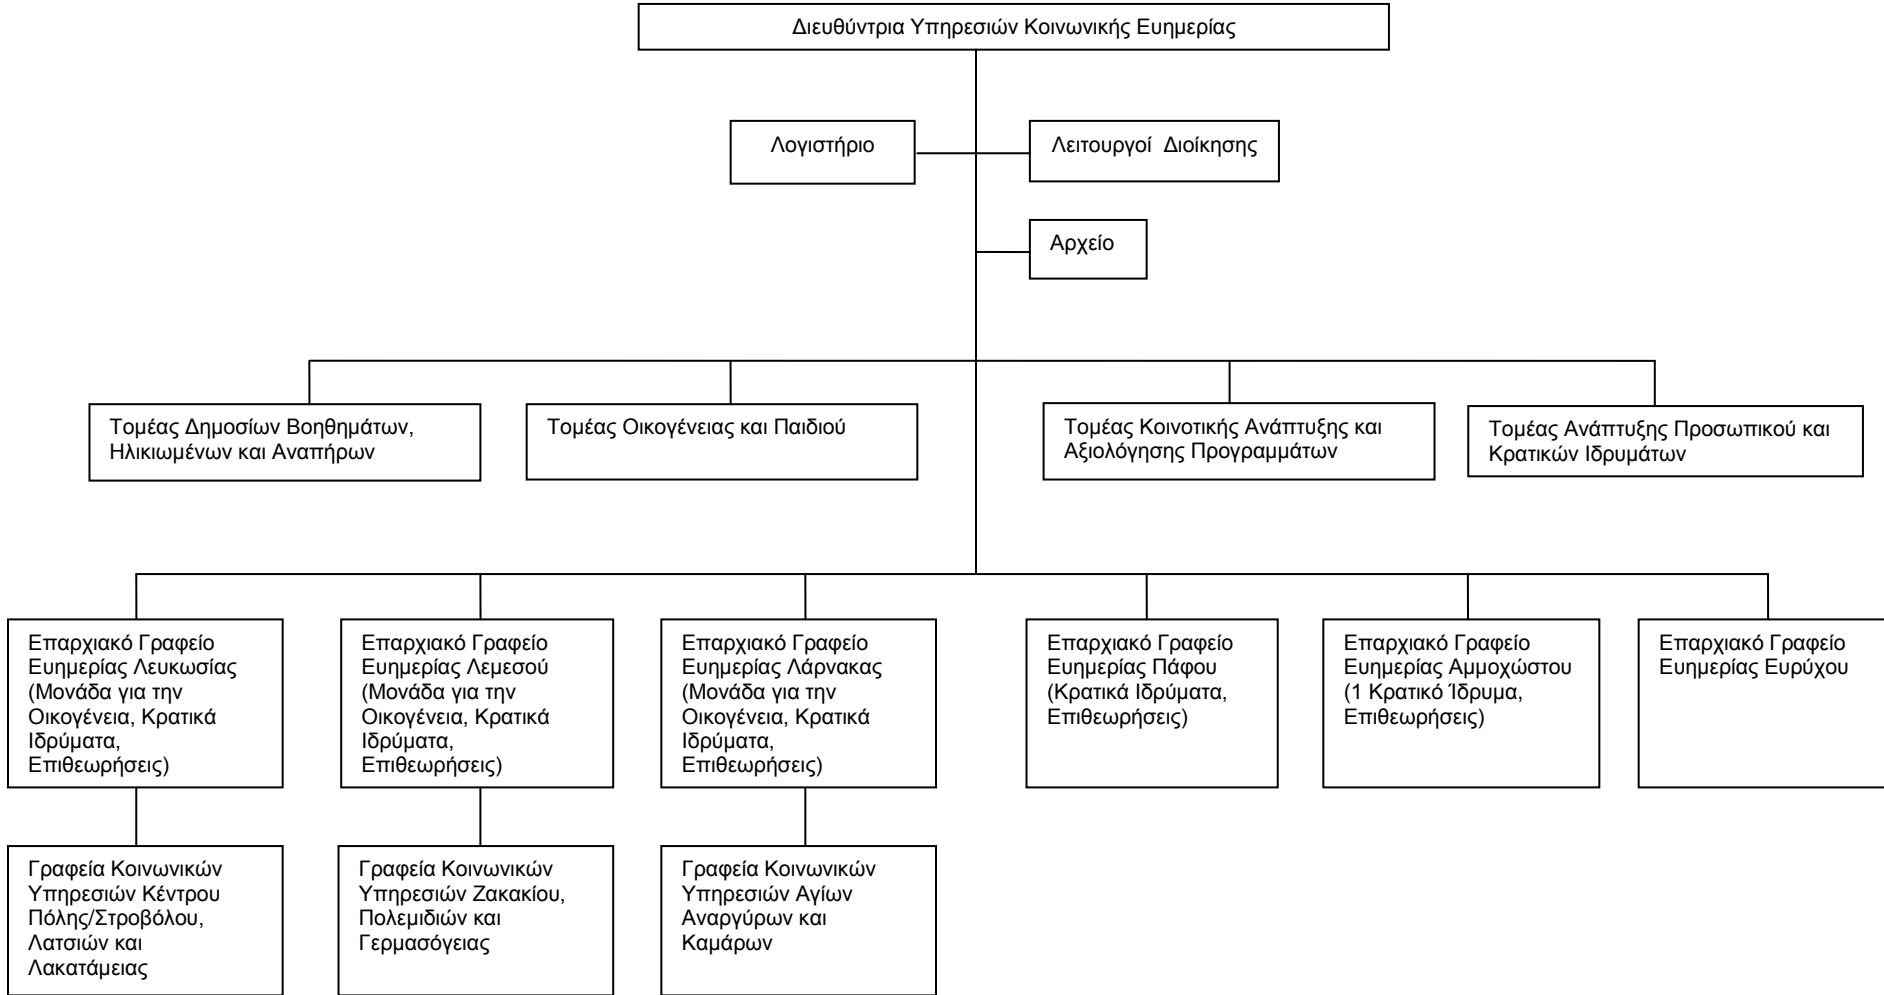 Διευθύντρια Υπηρεσιών Κοινωνικής Ευημερίας
Λογιστήριο
Λειτουργοί Διοίκησης
Αρχείο
Τομέας Δημοσίων Βοηθημάτων,
Ηλικιωμένων και Αναπήρων
Τομέας Οικογένειας και Παιδιού
Τομέας Κοινοτικής Ανάπτυξης και
Αξιολόγησης Προγραμμάτων
Τομέας Ανάπτυξης Προσωπικού και
Κρατικών Ιδρυμάτων
Επαρχιακό Γραφείο
Ευημερίας Λευκωσίας
(Μονάδα για την
Οικογένεια, Κρατικά
Ιδρύματα,
Επιθεωρήσεις)
Επαρχιακό Γραφείο
Ευημερίας Λεμεσού
(Μονάδα για την
Οικογένεια, Κρατικά
Ιδρύματα,
Επιθεωρήσεις)
Επαρχιακό Γραφείο
Ευημερίας Λάρνακας
(Μονάδα για την
Οικογένεια, Κρατικά
Ιδρύματα,
Επιθεωρήσεις)
Επαρχιακό Γραφείο
Ευημερίας Πάφου
(Κρατικά Ιδρύματα,
Επιθεωρήσεις)
Επαρχιακό Γραφείο
Ευημερίας Αμμοχώστου
(1 Κρατικό Ίδρυμα,
Επιθεωρήσεις)
Επαρχιακό Γραφείο
Ευημερίας Ευρύχου
Γραφεία Κοινωνικών
Υπηρεσιών Κέντρου
Πόλης/Στροβόλου,
Λατσιών και
Λακατάμειας
Γραφεία Κοινωνικών
Υπηρεσιών Ζακακίου,
Πολεμιδιών και
Γερμασόγειας
Γραφεία Κοινωνικών
Υπηρεσιών Αγίων
Αναργύρων και
Καμάρων